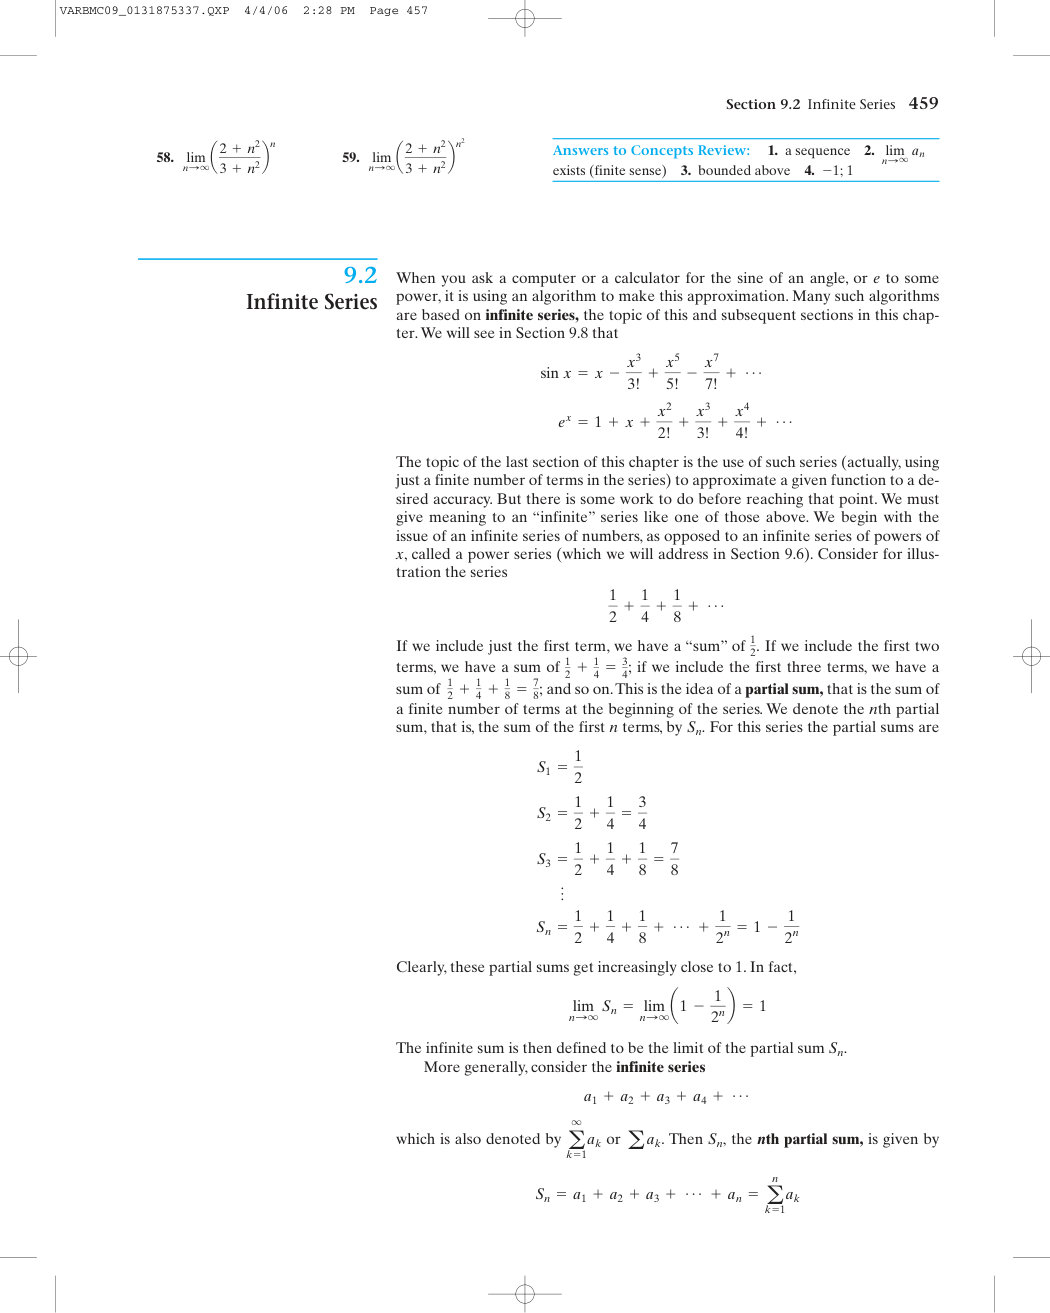 VARBMC09_0131875337.QXP 4/4/06 2:28 PM Page 457
Section 9.2 Infinite Series 459
58. lim_{n→∞} ((2 + n²)/(3 + n²))^n 59. lim_{n→∞} ((2 + n²)/(3 + n²))^{n²}
Answers to Concepts Review: 1. a sequence 2. lim_{n→∞} aₙ
exists (finite sense) 3. bounded above 4. −1; 1
9.2
Infinite Series
When you ask a computer or a calculator for the sine of an angle, or e to some
power, it is using an algorithm to make this approximation. Many such algorithms
are based on infinite series, the topic of this and subsequent sections in this chap-
ter. We will see in Section 9.8 that
sin x = x − x³/3! + x⁵/5! − x⁷/7! + ⋯
eˣ = 1 + x + x²/2! + x³/3! + x⁴/4! + ⋯
The topic of the last section of this chapter is the use of such series (actually, using
just a finite number of terms in the series) to approximate a given function to a de-
sired accuracy. But there is some work to do before reaching that point. We must
give meaning to an “infinite” series like one of those above. We begin with the
issue of an infinite series of numbers, as opposed to an infinite series of powers of
x, called a power series (which we will address in Section 9.6). Consider for illus-
tration the series
1/2 + 1/4 + 1/8 + ⋯
If we include just the first term, we have a “sum” of 1/2. If we include the first two
terms, we have a sum of 1/2 + 1/4 = 3/4; if we include the first three terms, we have a
sum of 1/2 + 1/4 + 1/8 = 7/8; and so on. This is the idea of a partial sum, that is the sum of
a finite number of terms at the beginning of the series. We denote the nth partial
sum, that is, the sum of the first n terms, by Sₙ. For this series the partial sums are
S₁ = 1/2
S₂ = 1/2 + 1/4 = 3/4
S₃ = 1/2 + 1/4 + 1/8 = 7/8
⋮
Sₙ = 1/2 + 1/4 + 1/8 + ⋯ + 1/2ⁿ = 1 − 1/2ⁿ
Clearly, these partial sums get increasingly close to 1. In fact,
lim_{n→∞} Sₙ = lim_{n→∞} (1 − 1/2ⁿ) = 1
The infinite sum is then defined to be the limit of the partial sum Sₙ.
More generally, consider the infinite series
a₁ + a₂ + a₃ + a₄ + ⋯
which is also denoted by ∑_{k=1}^{∞} aₖ or ∑aₖ. Then Sₙ, the nth partial sum, is given by
Sₙ = a₁ + a₂ + a₃ + ⋯ + aₙ = ∑_{k=1}^{n} aₖ